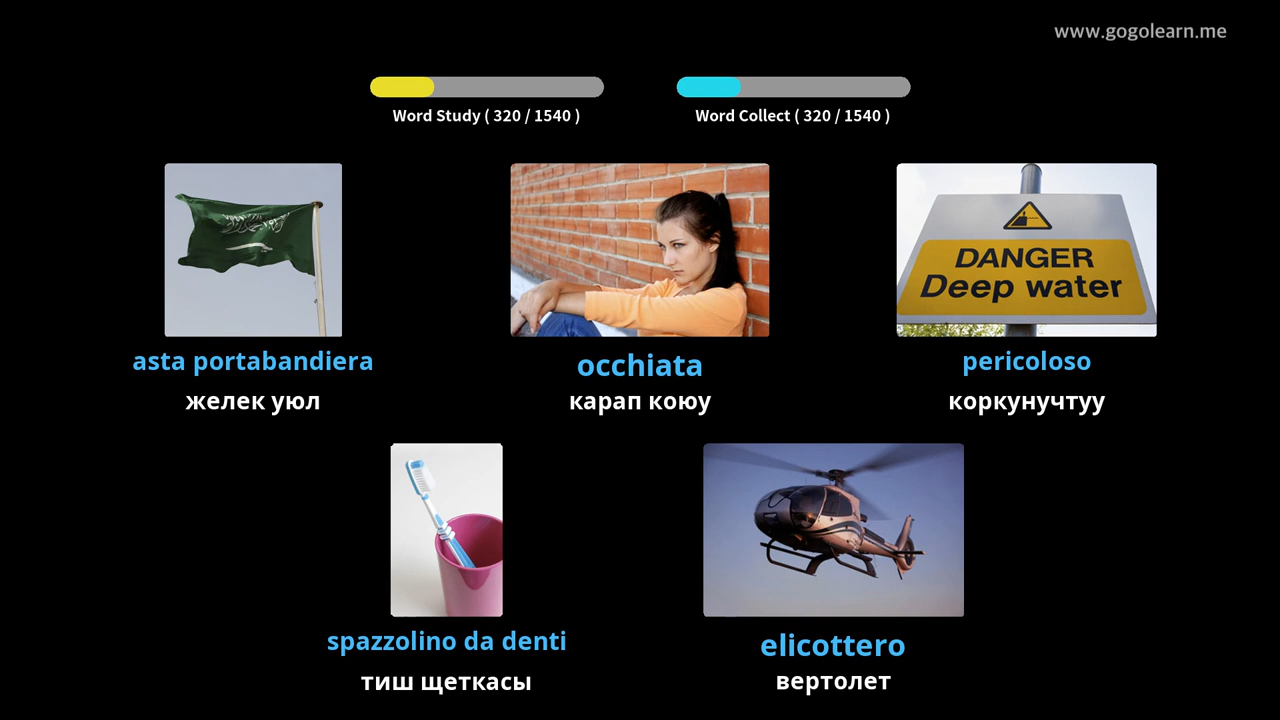 www.gogolearn.me
Word Study ( 320 / 1540 )
Word Collect ( 320 / 1540 )
DANGER
Deep water
asta portabandiera
желек уюл
occhiata
карап коюу
pericoloso
коркунучтуу
spazzolino da denti
тиш щеткасы
elicottero
вертолет